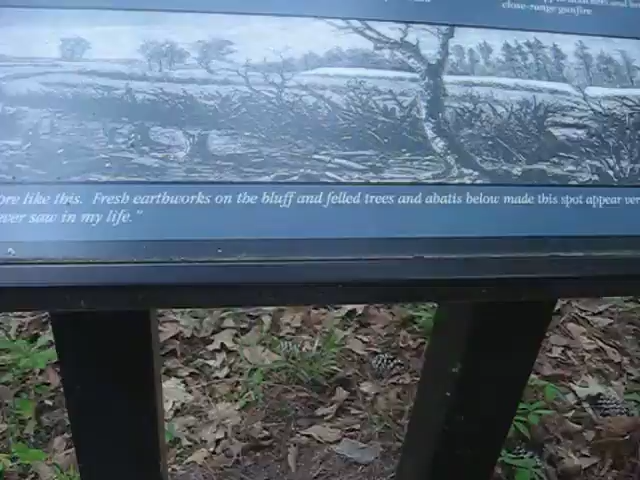 close-range gunfire
ore like this. Fresh earthworks on the bluff and felled trees and abatis below made this spot appear ver
ever saw in my life."